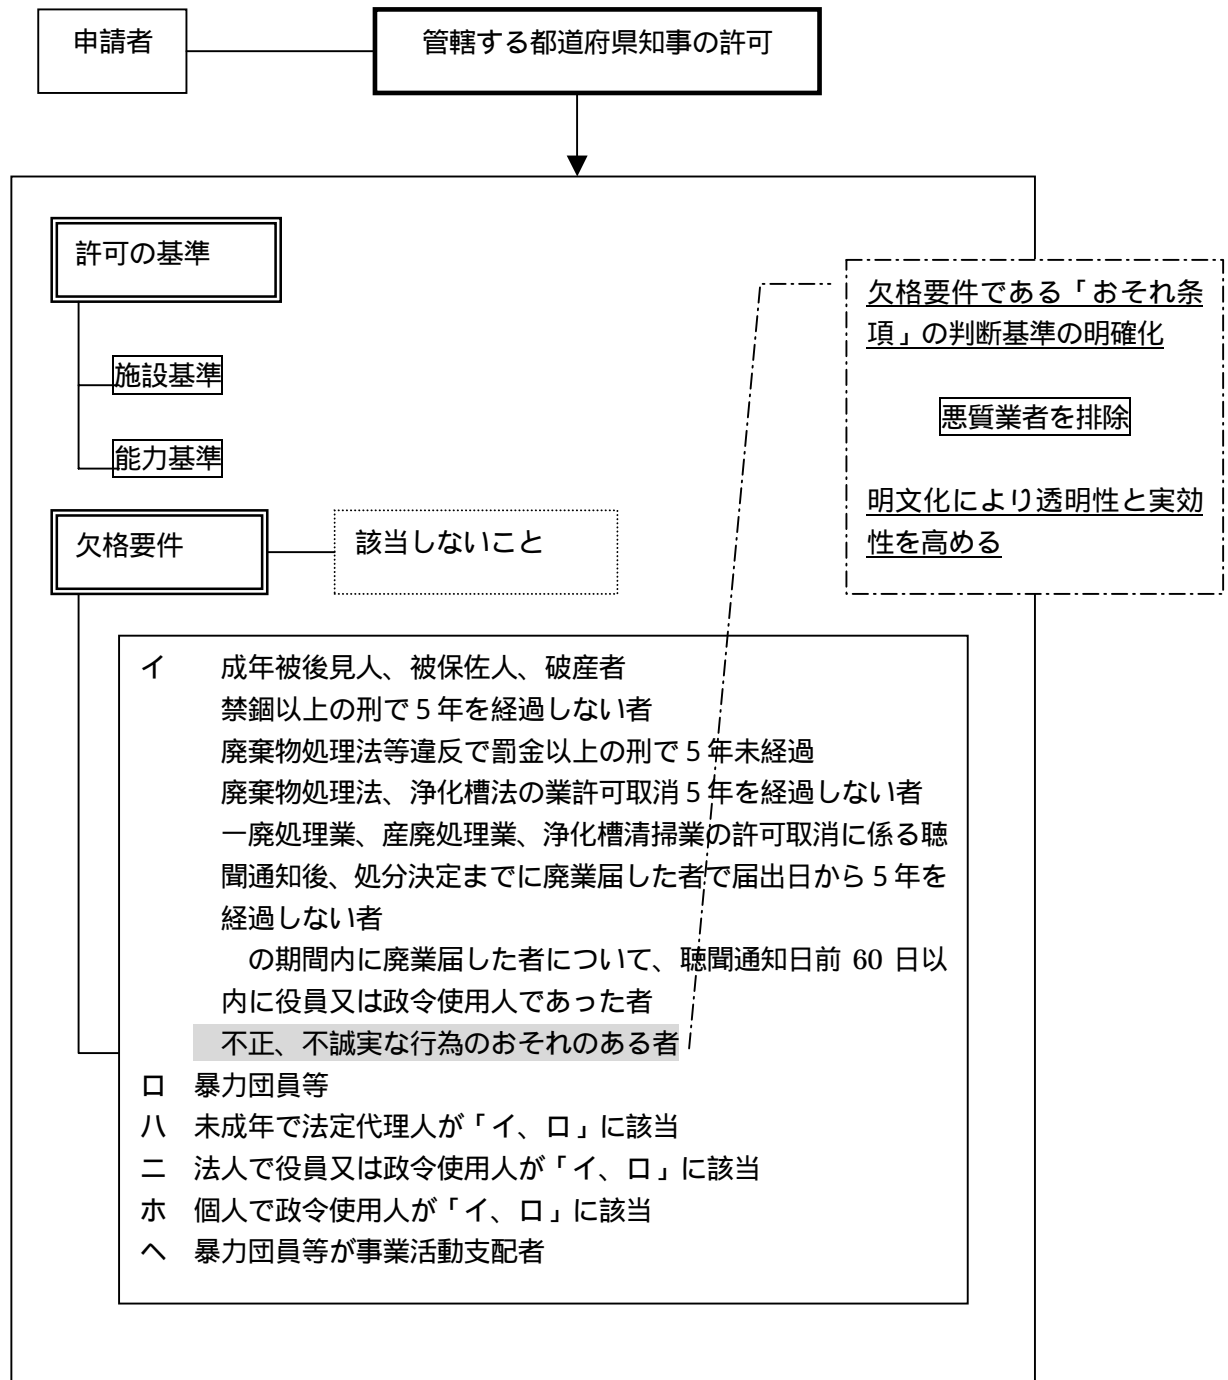 申請者
管轄する都道府県知事の許可
許可の基準
施設基準
能力基準
欠格要件
該当しないこと
欠格要件である「おそれ条
項」の判断基準の明確化
悪質業者を排除
明文化により透明性と実効
性を高める
イ 成年被後見人、被保佐人、破産者
禁錮以上の刑で5年を経過しない者
廃棄物処理法等違反で罰金以上の刑で5年未経過
廃棄物処理法、浄化槽法の業許可取消5年を経過しない者
一廃処理業、産廃処理業、浄化槽清掃業の許可取消に係る聴
聞通知後、処分決定までに廃業届した者で届出日から5年を
経過しない者
の期間内に廃業届した者について、聴聞通知日前 60 日以
内に役員又は政令使用人であった者
不正、不誠実な行為のおそれのある者
ロ 暴力団員等
ハ 未成年で法定代理人が「イ、ロ」に該当
ニ 法人で役員又は政令使用人が「イ、ロ」に該当
ホ 個人で政令使用人が「イ、ロ」に該当
ヘ 暴力団員等が事業活動支配者